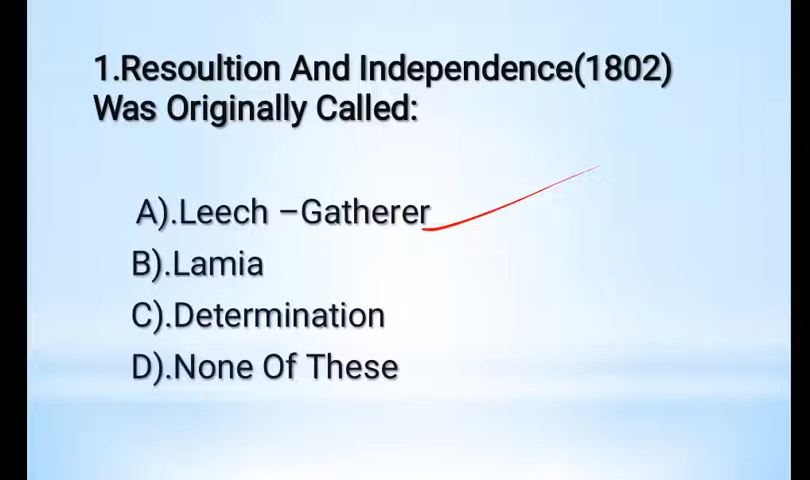 1.Resoultion And Independence(1802)
Was Originally Called:
A).Leech –Gatherer
B).Lamia
C).Determination
D).None Of These